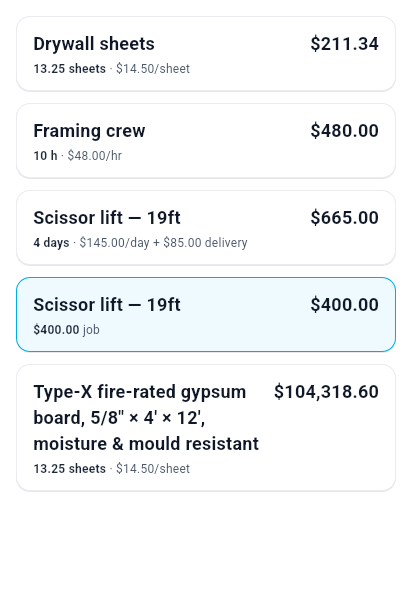 Drywall sheets $211.34
13.25 sheets · $14.50/sheet
Framing crew $480.00
10 h · $48.00/hr
Scissor lift — 19ft $665.00
4 days · $145.00/day + $85.00 delivery
Scissor lift — 19ft $400.00
$400.00 job
Type-X fire-rated gypsum $104,318.60
board, 5/8" × 4' × 12',
moisture & mould resistant
13.25 sheets · $14.50/sheet